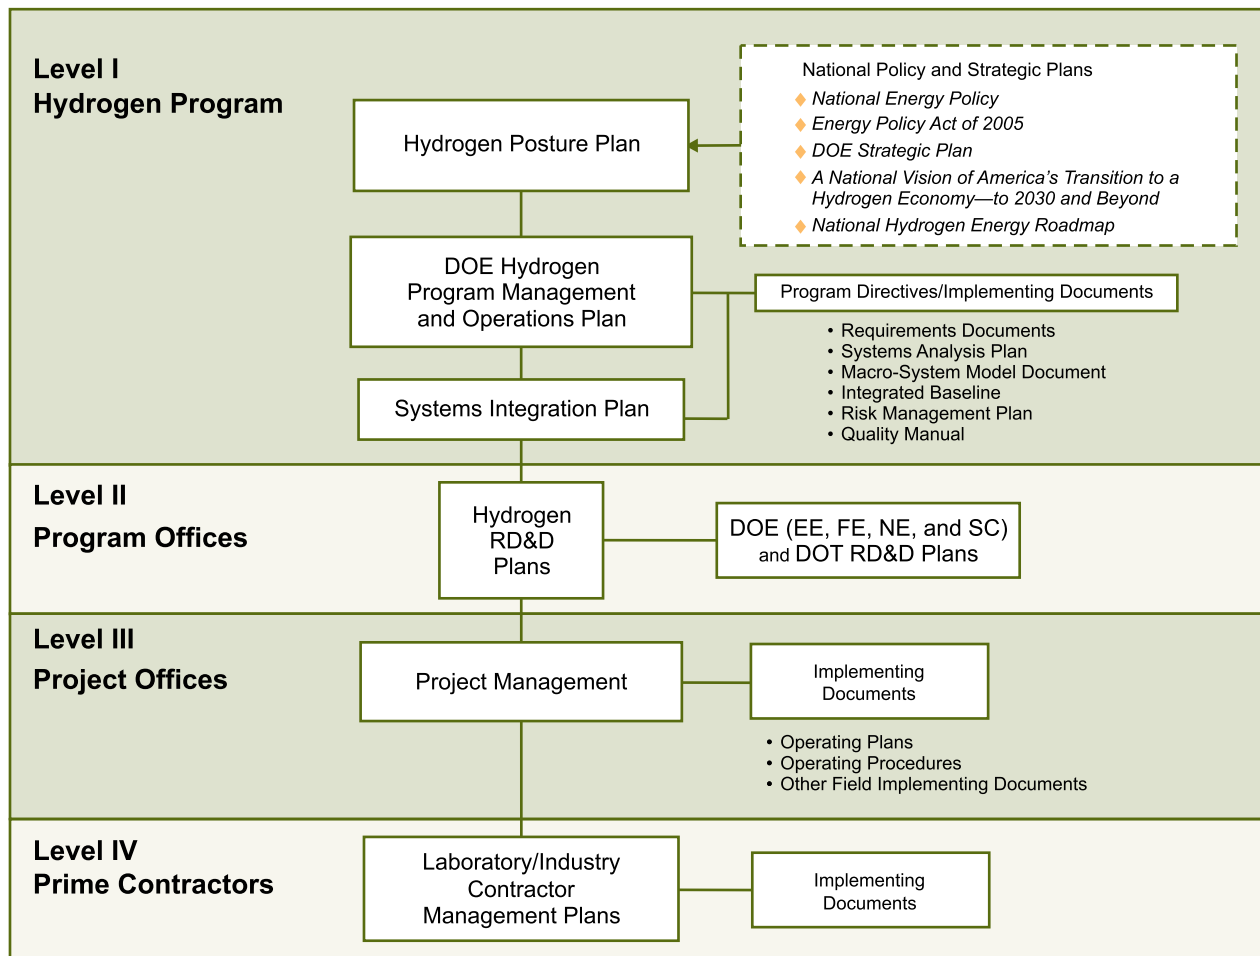 Level I
Hydrogen Program
Hydrogen Posture Plan
National Policy and Strategic Plans
National Energy Policy
Energy Policy Act of 2005
DOE Strategic Plan
A National Vision of America’s Transition to a
Hydrogen Economy—to 2030 and Beyond
National Hydrogen Energy Roadmap
DOE Hydrogen
Program Management
and Operations Plan
Program Directives/Implementing Documents
• Requirements Documents
• Systems Analysis Plan
• Macro-System Model Document
• Integrated Baseline
• Risk Management Plan
• Quality Manual
Systems Integration Plan
Level II
Program Offices
Hydrogen
RD&D
Plans
DOE (EE, FE, NE, and SC)
and DOT RD&D Plans
Level III
Project Offices
Project Management
Implementing
Documents
• Operating Plans
• Operating Procedures
• Other Field Implementing Documents
Level IV
Prime Contractors
Laboratory/Industry
Contractor
Management Plans
Implementing
Documents